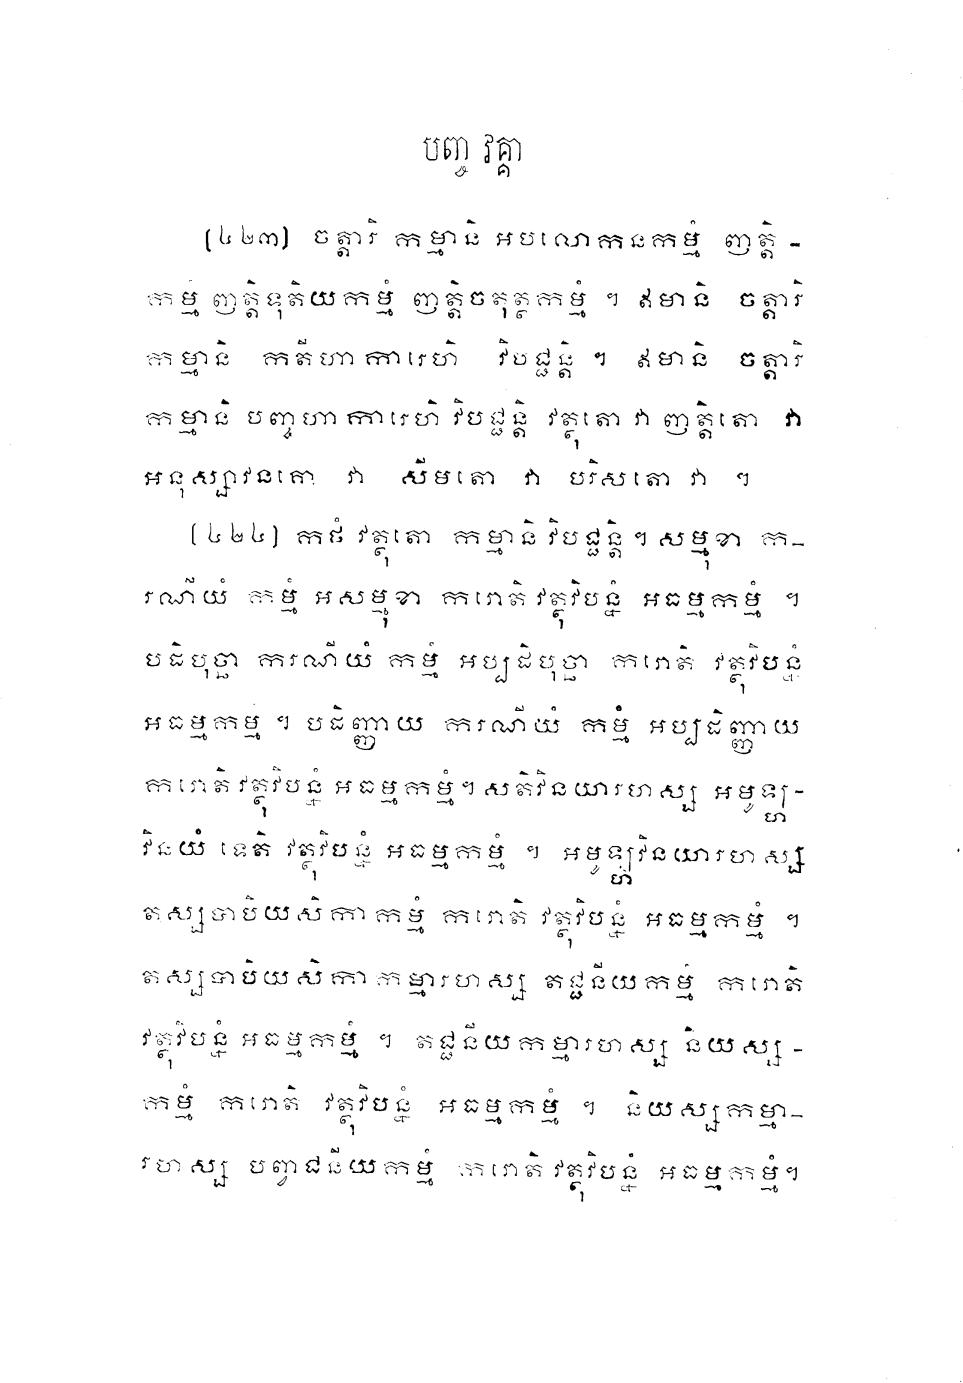 បញ្ច វគ្គា
(៤២៣) ចត្តារិ កម្មានិ អបលោកនកម្មំ ញត្តិ-
កម្មំ ញត្តិទុតិយកម្មំ ញត្តិចតុត្ថកម្មំ ។ ឥមានិ ចត្តារិ
កម្មានិ កតីហាការេហិ វិបជ្ជន្តិ ។ ឥមានិ ចត្តារិ
កម្មានិ បញ្ចហាការេហិ វិបជ្ជន្តិ វត្ថុតោ វា ញត្តិតោ វា
អនុស្សាវនតោ វា សីមតោ វា បរិសតោ វា ។
(៤២៤) កថំ វត្ថុតោ កម្មានិ វិបជ្ជន្តិ ។ សម្មុខា ក-
រណីយំ កម្មំ អសម្មុខា ករោតិ វត្ថុវិបន្នំ អធម្មកម្មំ ។
បដិបុច្ឆា ករណីយំ កម្មំ អប្បដិបុច្ឆា ករោតិ វត្ថុវិបន្នំ
អធម្មកម្មំ ។ បដិញ្ញាយ ករណីយំ កម្មំ អប្បដិញ្ញាយ
ករោតិ វត្ថុវិបន្នំ អធម្មកម្មំ ។ សតិវិនយារហស្ស អមូឡ្ហ-
វិនយំ ទេតិ វត្ថុវិបន្នំ អធម្មកម្មំ ។ អមូឡ្ហវិនយារហស្ស
តស្សបាបិយសិកាកម្មំ ករោតិ វត្ថុវិបន្នំ អធម្មកម្មំ ។
តស្សបាបិយសិកាកម្មារហស្ស តជ្ជនីយកម្មំ ករោតិ
វត្ថុវិបន្នំ អធម្មកម្មំ ។ តជ្ជនីយកម្មារហស្ស និយស្ស-
កម្មំ ករោតិ វត្ថុវិបន្នំ អធម្មកម្មំ ។ និយស្សកម្មា-
រហស្ស បញ្វជនីយកម្មំ ករោតិ វត្ថុវិបន្នំ អធម្មកម្មំ ។